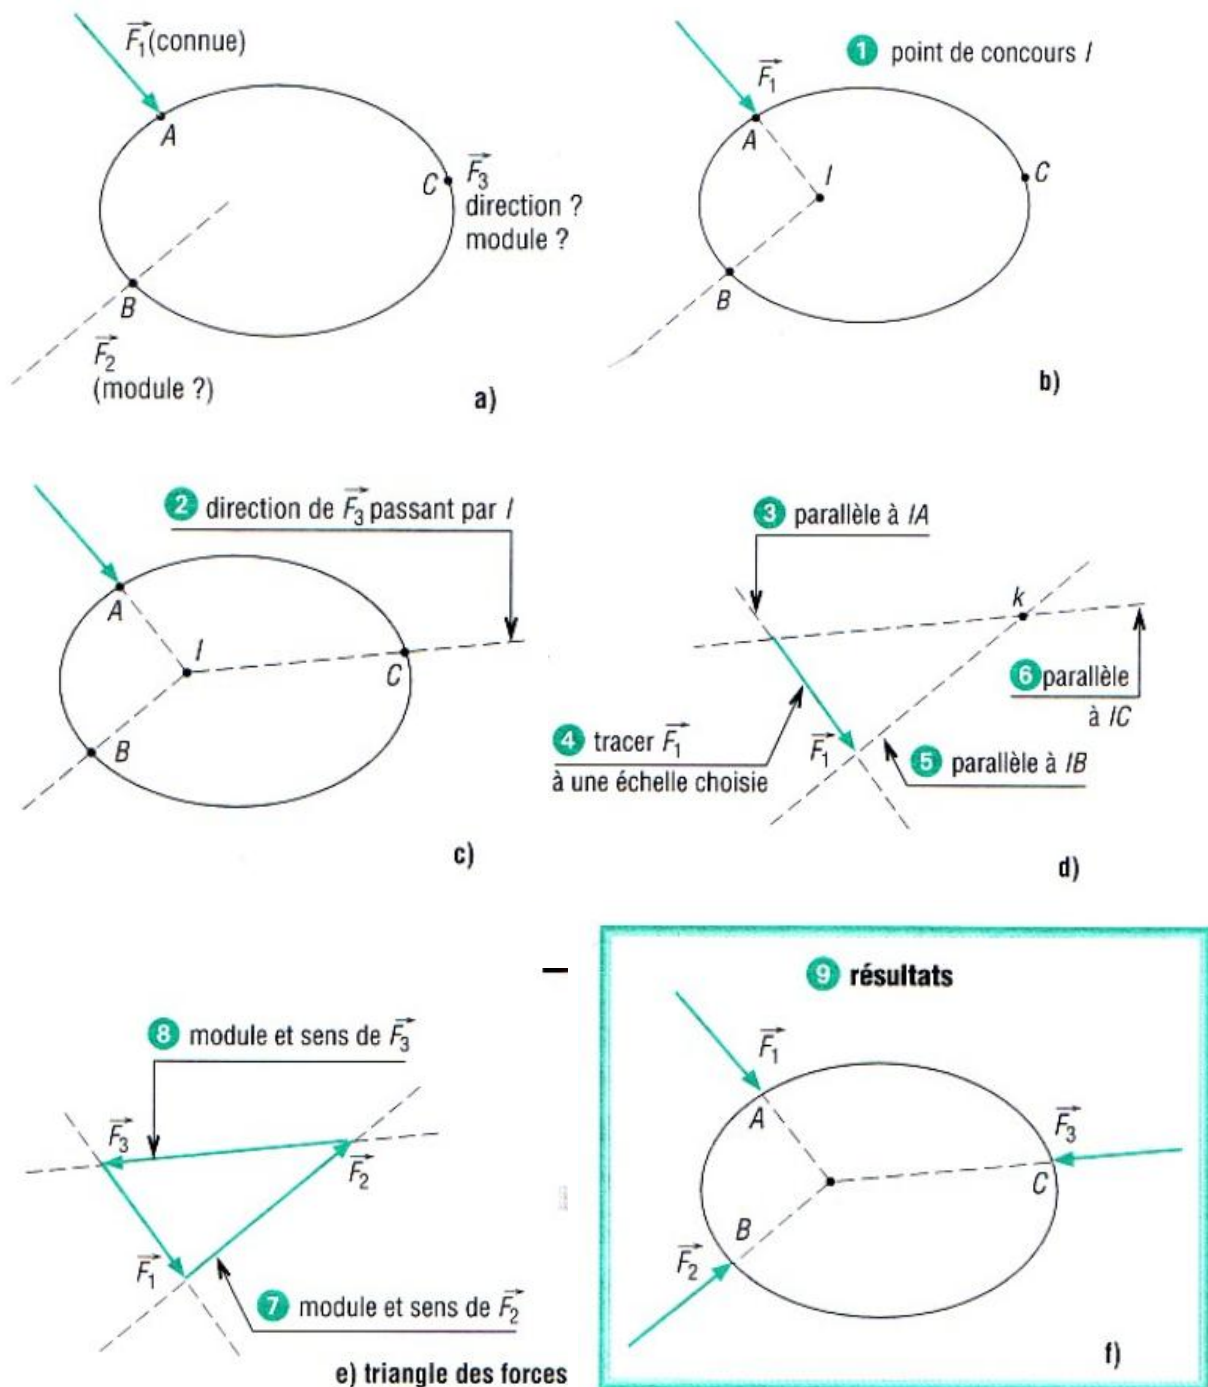 F₁ (connue)
A
C
F₃
direction ?
module ?
B
F₂
(module ?)
a)
1 point de concours I
F₁
A
I
C
B
b)
2 direction de F₃ passant par I
A
I
C
B
c)
3 parallèle à IA
k
6 parallèle
à IC
4 tracer F₁
à une échelle choisie
F₁
5 parallèle à IB
d)
8 module et sens de F₃
F₃
F₂
F₁
7 module et sens de F₂
e) triangle des forces
9 résultats
F₁
A
F₃
C
B
F₂
f)